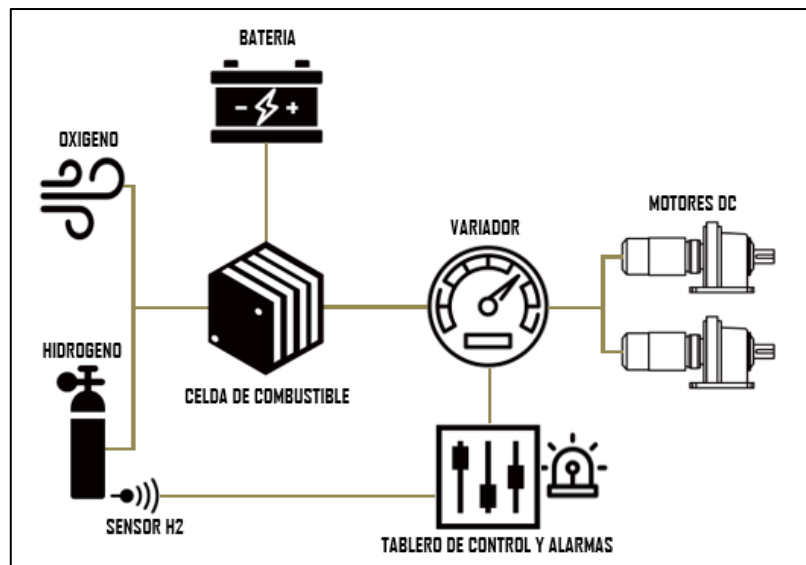 BATERIA
OXIGENO
VARIADOR
MOTORES DC
HIDROGENO
CELDA DE COMBUSTIBLE
SENSOR H2
TABLERO DE CONTROL Y ALARMAS